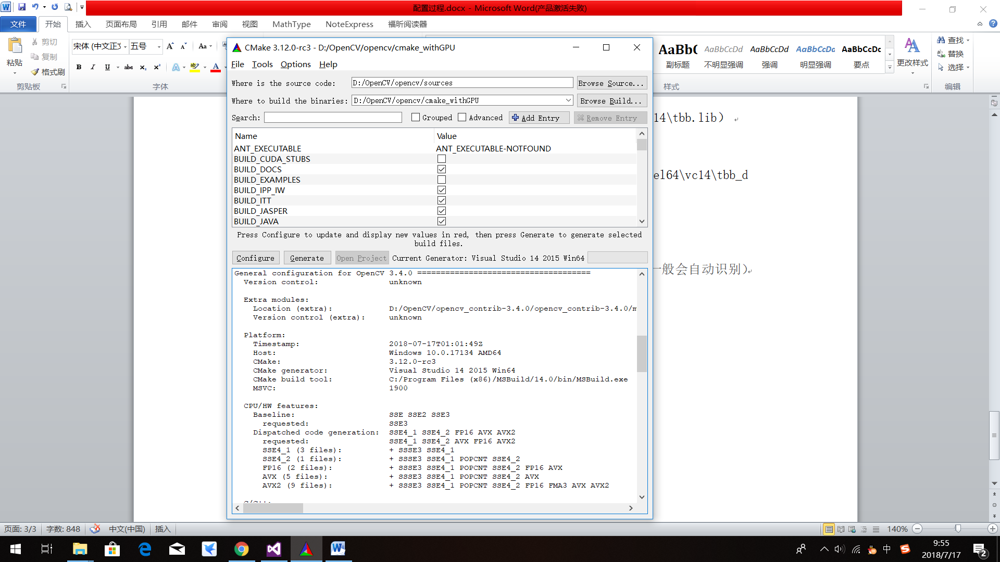 配置过程.docx - Microsoft Word(产品激活失败)
文件 开始 插入 页面布局 引用 邮件 审阅 视图 MathType NoteExpress 福昕阅读器
粘贴 剪切 复制 格式刷 剪贴板
宋体 (中文正文 五号
字体
AaBb( 副标题 AaBbCcDd 不明显强调 AaBbCcDd 强调 AaBbCcDd 明显强调 AaBbCcDd 要点
样式
更改样式
查找 替换 选择 编辑
CMake 3.12.0-rc3 - D:/OpenCV/opencv/cmake_withGPU
File Tools Options Help
Where is the source code: D:/OpenCV/opencv/sources Browse Source...
Where to build the binaries: D:/OpenCV/opencv/cmake_withGPU Browse Build...
Search: Grouped Advanced Add Entry Remove Entry
Name Value
ANT_EXECUTABLE ANT_EXECUTABLE-NOTFOUND
BUILD_CUDA_STUBS
BUILD_DOCS
BUILD_EXAMPLES
BUILD_IPP_IW
BUILD_ITT
BUILD_JASPER
BUILD_JAVA
Press Configure to update and display new values in red, then press Generate to generate selected
build files.
Configure Generate Open Project Current Generator: Visual Studio 14 2015 Win64
General configuration for OpenCV 3.4.0 =====================================
Version control: unknown
Extra modules:
Location (extra): D:/OpenCV/opencv_contrib-3.4.0/opencv_contrib-3.4.0/m
Version control (extra): unknown
Platform:
Timestamp: 2018-07-17T01:01:49Z
Host: Windows 10.0.17134 AMD64
CMake: 3.12.0-rc3
CMake generator: Visual Studio 14 2015 Win64
CMake build tool: C:/Program Files (x86)/MSBuild/14.0/bin/MSBuild.exe
MSVC: 1900
CPU/HW features:
Baseline: SSE SSE2 SSE3
requested: SSE3
Dispatched code generation: SSE4_1 SSE4_2 FP16 AVX AVX2
requested: SSE4_1 SSE4_2 AVX FP16 AVX2
SSE4_1 (3 files): + SSSE3 SSE4_1
SSE4_2 (1 files): + SSSE3 SSE4_1 POPCNT SSE4_2
FP16 (2 files): + SSSE3 SSE4_1 POPCNT SSE4_2 FP16 AVX
AVX (5 files): + SSSE3 SSE4_1 POPCNT SSE4_2 AVX
AVX2 (9 files): + SSSE3 SSE4_1 POPCNT SSE4_2 FP16 FMA3 AVX AVX2
C/C++:
14\tbb.lib）
el64\vc14\tbb_d
一般会自动识别）
页面: 3/3 字数: 848 中文(中国) 插入 140%
中 9:55
2018/7/17 2